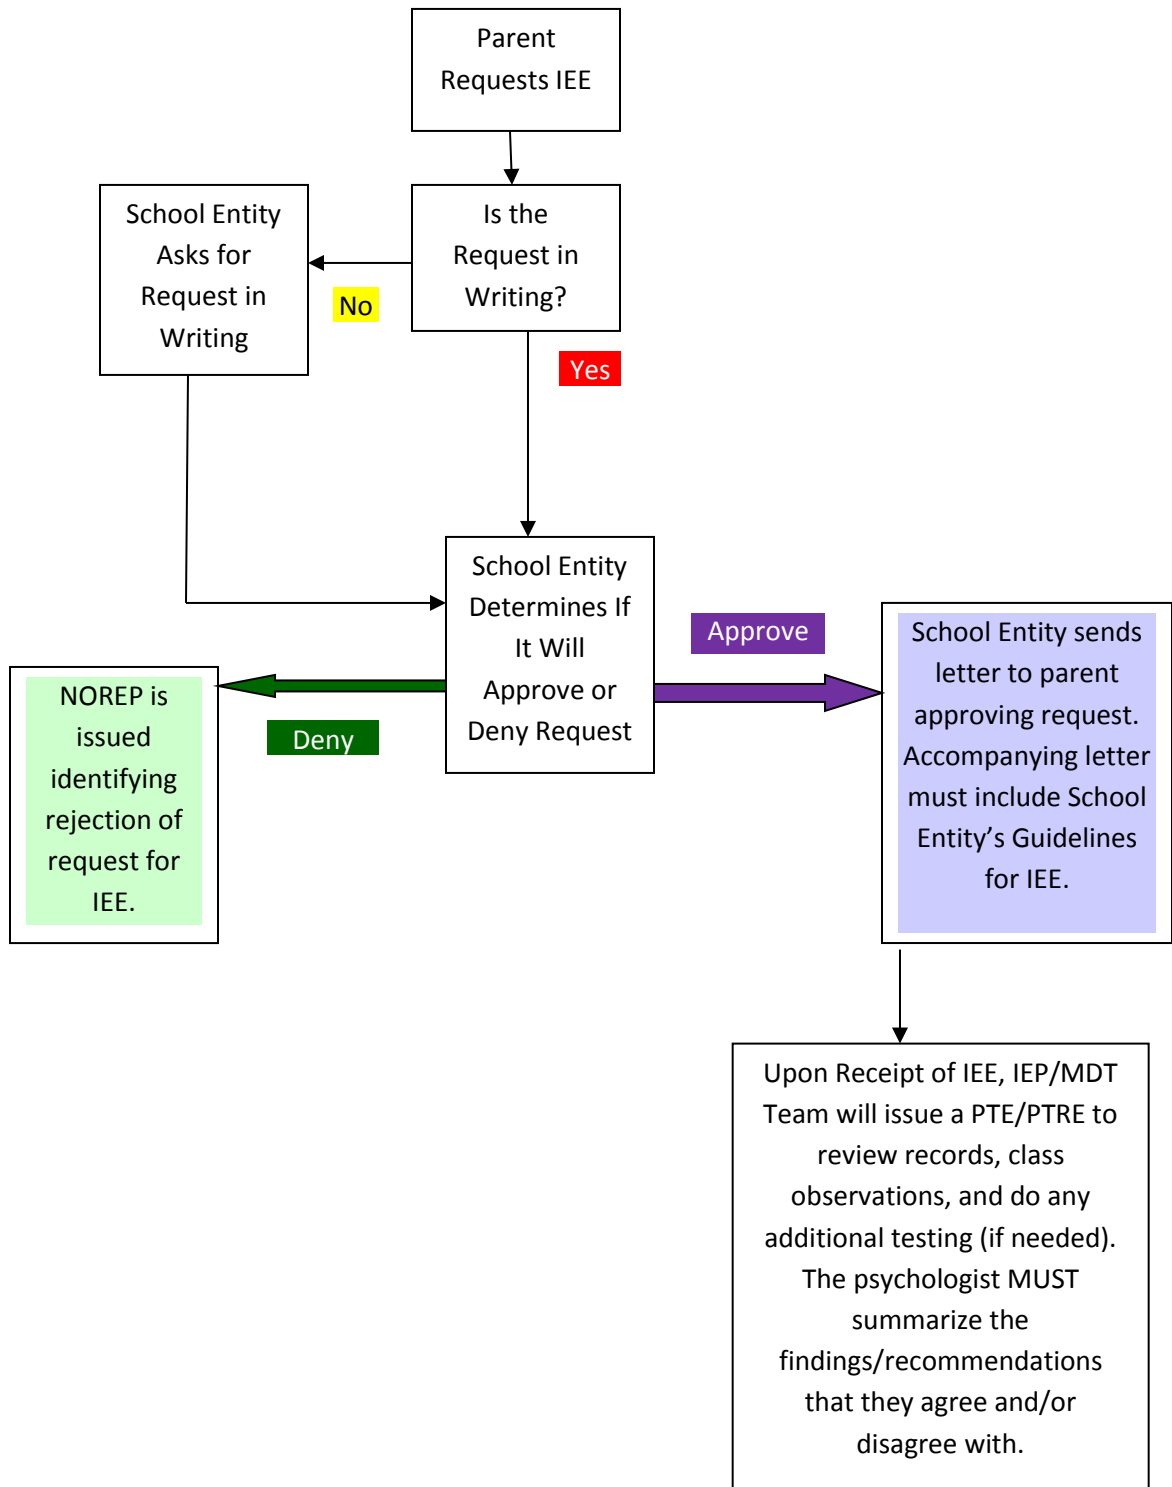 Parent
Requests IEE
School Entity
Asks for
Request in
Writing
Is the
Request in
Writing?
No
Yes
School Entity
Determines If
It Will
Approve or
Deny Request
Approve
Deny
NOREP is
issued
identifying
rejection of
request for
IEE.
School Entity sends
letter to parent
approving request.
Accompanying letter
must include School
Entity’s Guidelines
for IEE.
Upon Receipt of IEE, IEP/MDT
Team will issue a PTE/PTRE to
review records, class
observations, and do any
additional testing (if needed).
The psychologist MUST
summarize the
findings/recommendations
that they agree and/or
disagree with.